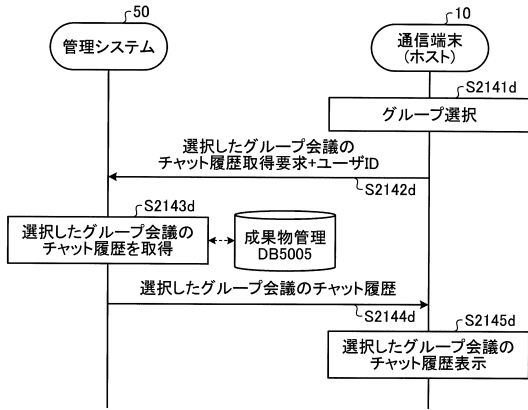 50
管理システム
10
通信端末
(ホスト)
S2141d
グループ選択
選択したグループ会議の
チャット履歴取得要求+ユーザID
S2142d
S2143d
選択したグループ会議の
チャット履歴を取得
成果物管理
DB5005
選択したグループ会議のチャット履歴
S2144d
S2145d
選択したグループ会議の
チャット履歴表示